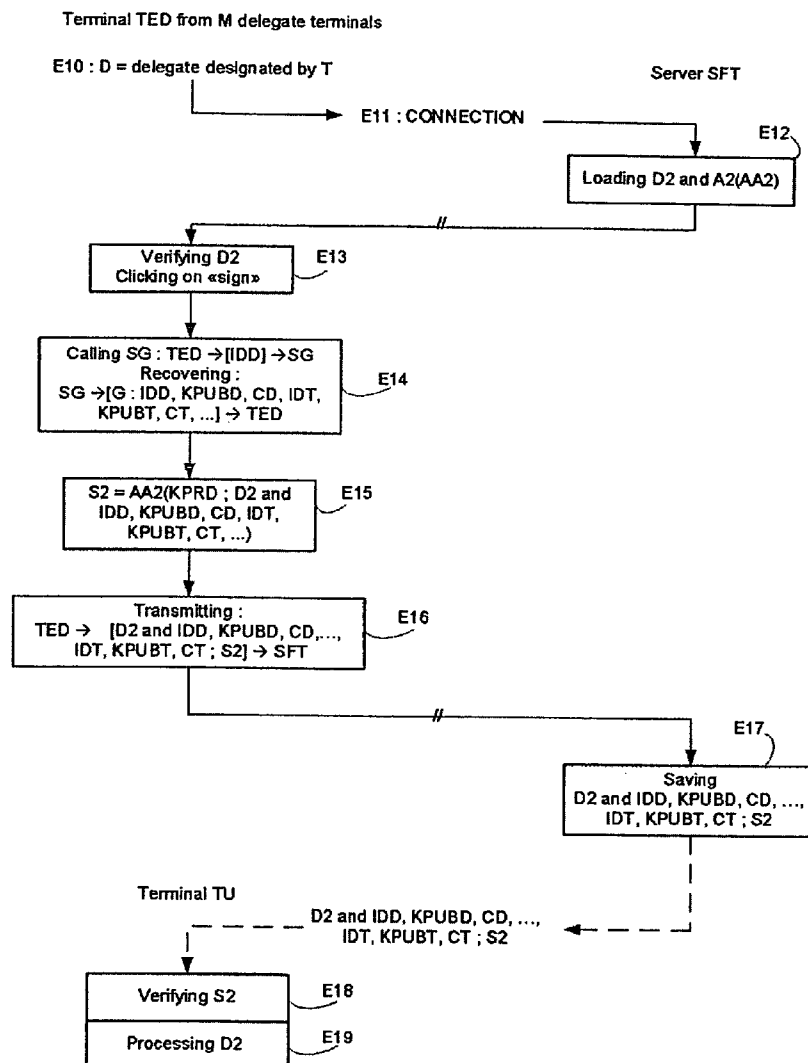 Terminal TED from M delegate terminals
E10 : D = delegate designated by T
Server SFT
E11 : CONNECTION
E12
Loading D2 and A2(AA2)
//
Verifying D2
Clicking on «sign»
E13
Calling SG : TED →[IDD] →SG
Recovering :
SG →[G : IDD, KPUBD, CD, IDT,
KPUBT, CT, ...] → TED
E14
S2 = AA2(KPRD ; D2 and
IDD, KPUBD, CD, IDT,
KPUBT, CT, ...)
E15
Transmitting :
TED → [D2 and IDD, KPUBD, CD,...,
IDT, KPUBT, CT ; S2] → SFT
E16
//
E17
Saving
D2 and IDD, KPUBD, CD, ...,
IDT, KPUBT, CT ; S2
Terminal TU
D2 and IDD, KPUBD, CD, ...,
IDT, KPUBT, CT ; S2
Verifying S2
E18
Processing D2
E19